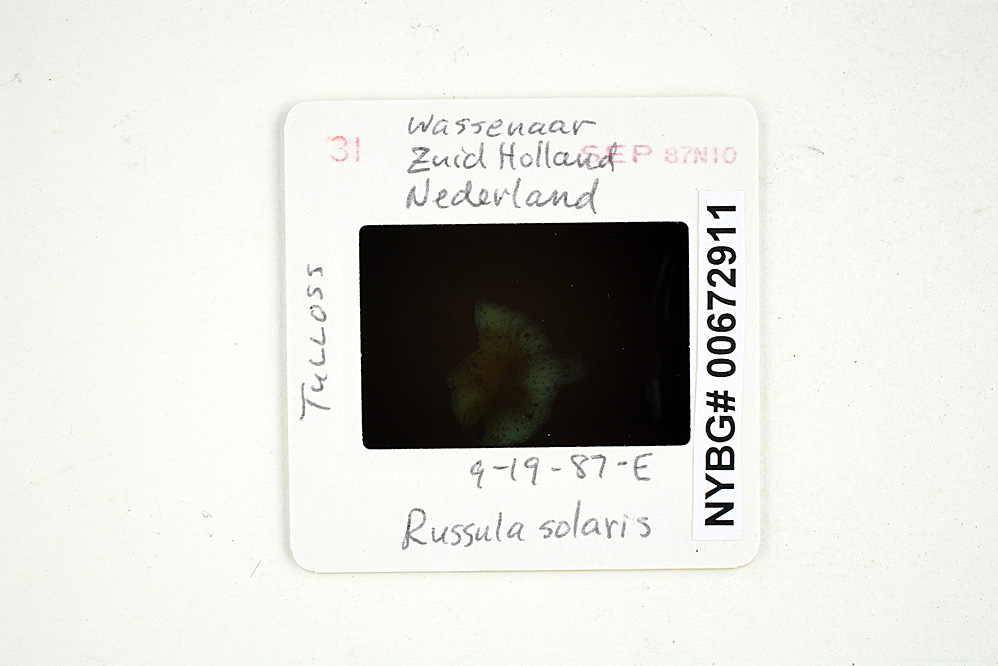 Wassenaar
31
Zuid Holland
SEP 87N10
Nederland
TULLOSS
NYBG# 00672911
9-19-87-E
Russula solaris